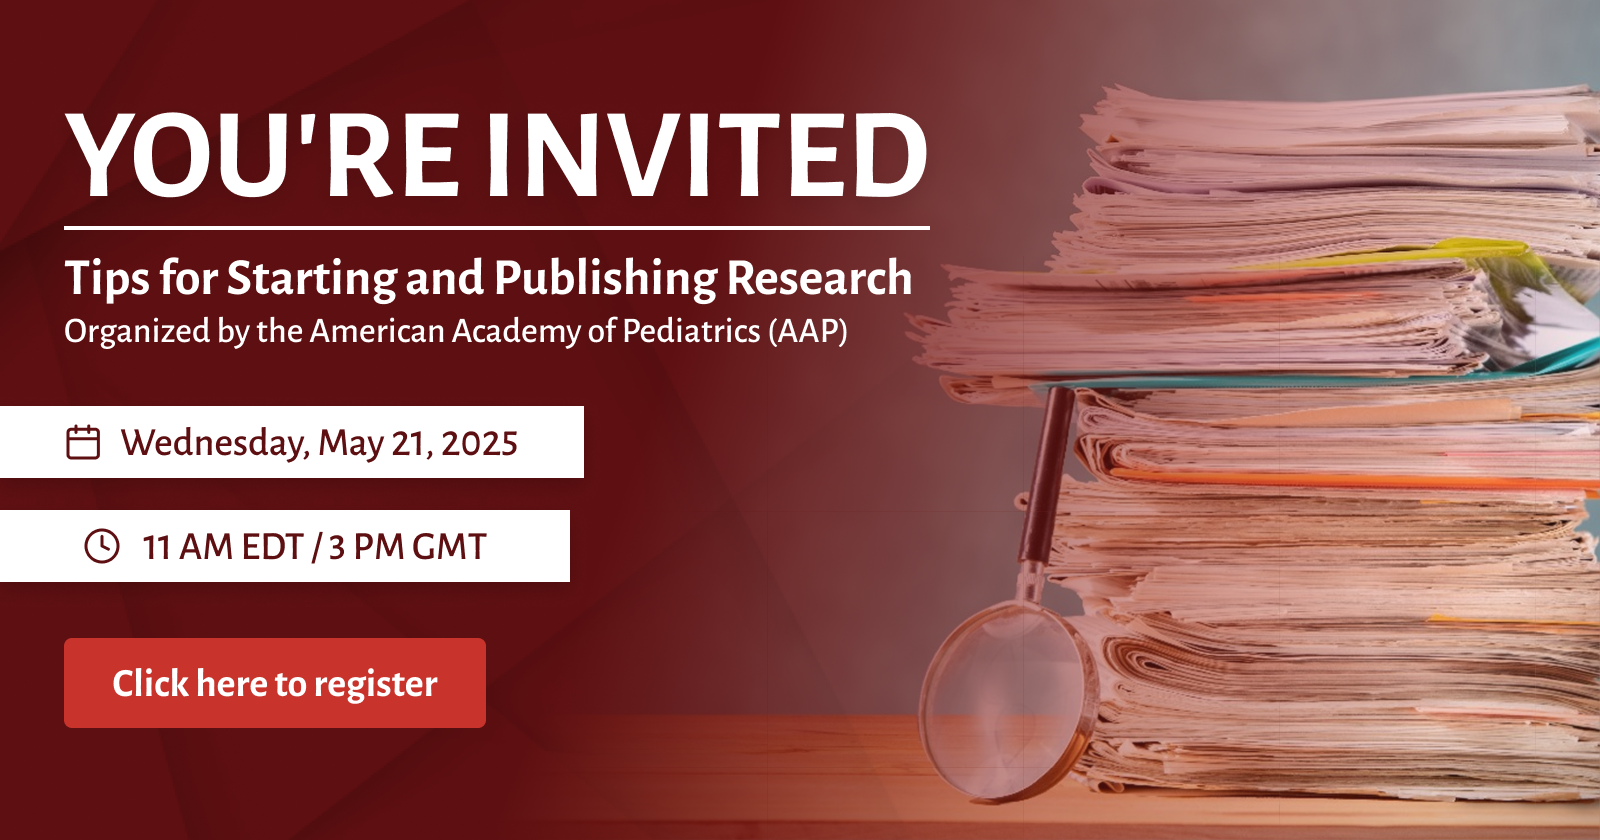 YOU'RE INVITED
Tips for Starting and Publishing Research
Organized by the American Academy of Pediatrics (AAP)
Wednesday, May 21, 2025
11 AM EDT / 3 PM GMT
Click here to register